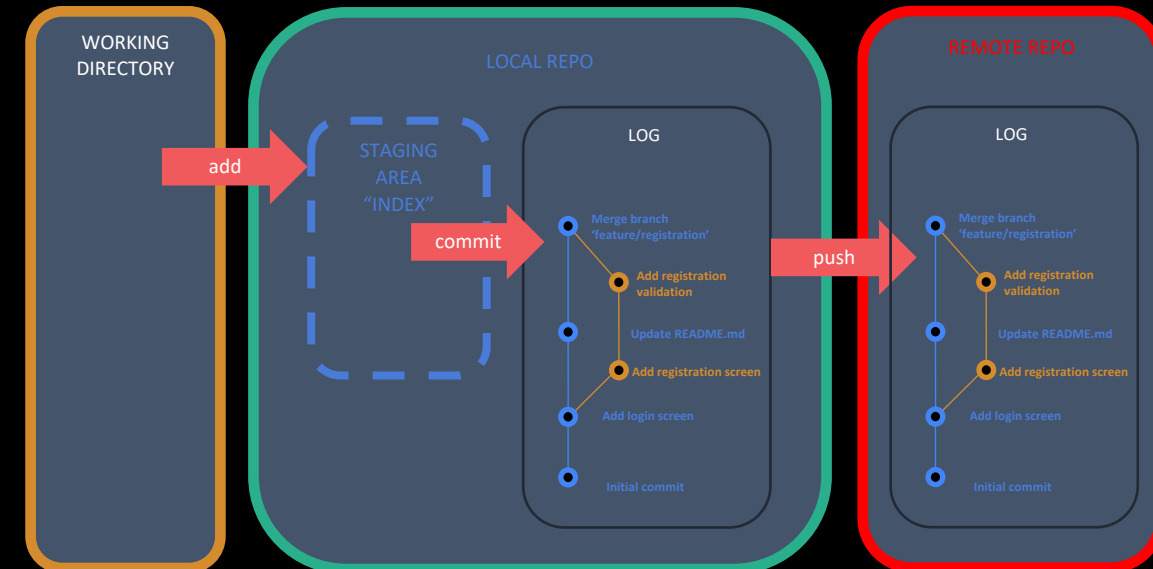 WORKING
DIRECTORY
add
LOCAL REPO
STAGING
AREA
“INDEX”
commit
LOG
Merge branch
‘feature/registration’
Add registration
validation
Update README.md
Add registration screen
Add login screen
Initial commit
push
REMOTE REPO
LOG
Merge branch
‘feature/registration’
Add registration
validation
Update README.md
Add registration screen
Add login screen
Initial commit